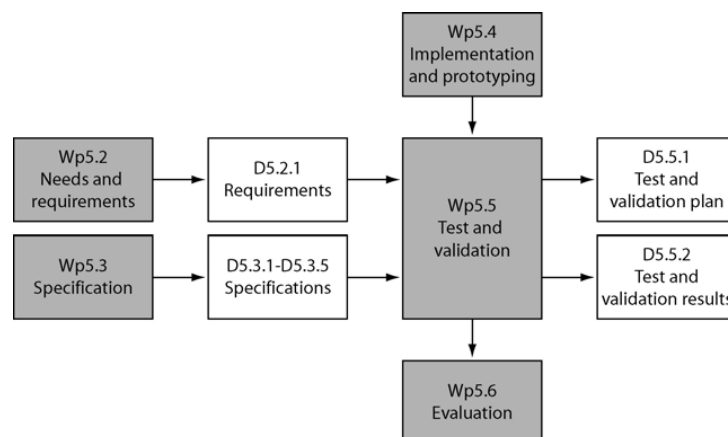 Wp5.4
Implementation
and prototyping
Wp5.2
Needs and
requirements
D5.2.1
Requirements
Wp5.5
Test and
validation
D5.5.1
Test and
validation plan
Wp5.3
Specification
D5.3.1-D5.3.5
Specifications
D5.5.2
Test and
validation results
Wp5.6
Evaluation